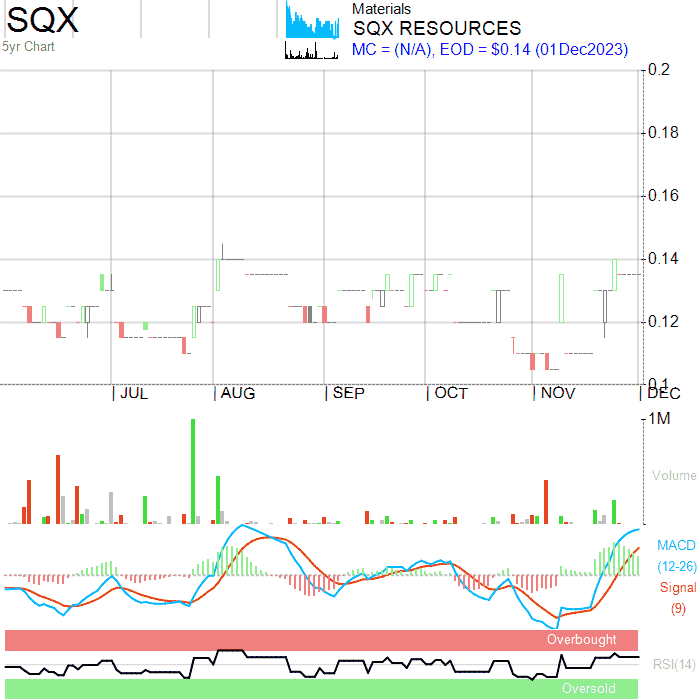 SQX
5yr Chart
Materials
SQX RESOURCES
MC = (N/A), EOD = $0.14 (01Dec2023)
0.2
0.18
0.16
0.14
0.12
0.1
JUL AUG SEP OCT NOV DEC
1M
Volume
MACD
(12-26)
Signal
(9)
Overbought
RSI(14)
Oversold